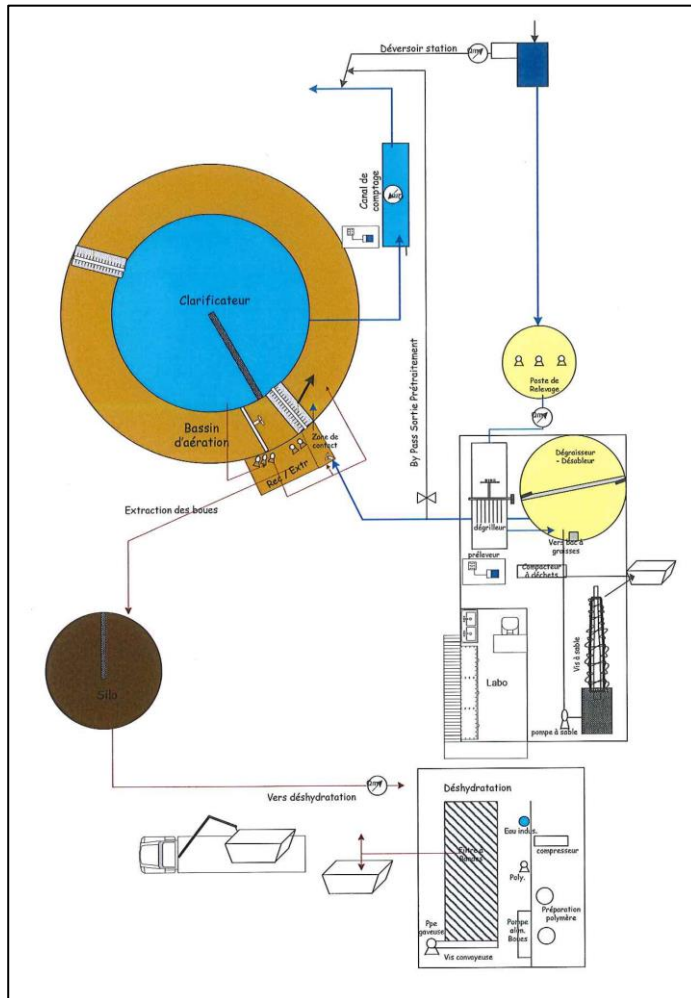 Déversoir station
Canal de
comptage
Clarificateur
Poste de
Relevage
Bassin
d'aération
Zone de
contact
By Pass Sortie Prétraitement
Dégraisseur
- Désableur
Extraction des boues
dégrilleur
Vers bac à
graisses
préleveur
Compacteur
à déchets
Vis à sable
Silo
Labo
pompe à sable
Vers déshydratation
Déshydratation
Eau indus.
Filtre à
Bandes
compresseur
Poly.
Ppe
gaveuse
Pompe
alim.
Boues
Préparation
polymère
Vis convoyeuse